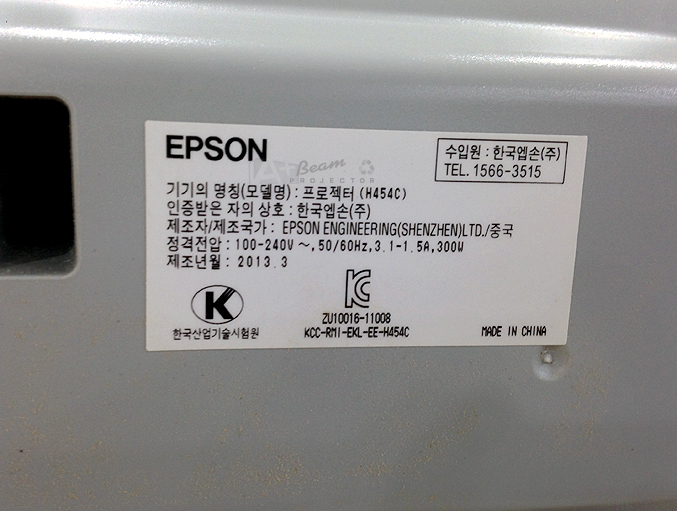 EPSON
수입원 : 한국엡손(주)
TEL. 1566-3515
Beam
PROJECTOR
기기의 명칭(모델명) : 프로젝터 (H454C)
인증받은 자의 상호 : 한국엡손(주)
제조자/제조국가 : EPSON ENGINEERING(SHENZHEN)LTD./중국
정격전압 : 100-240V ～,50/60Hz,3.1-1.5A,300W
제조년월 : 2013.3
K
한국산업기술시험원
KC
ZU10016-11008
KCC-RMI-EKL-EE-H454C
MADE IN CHINA